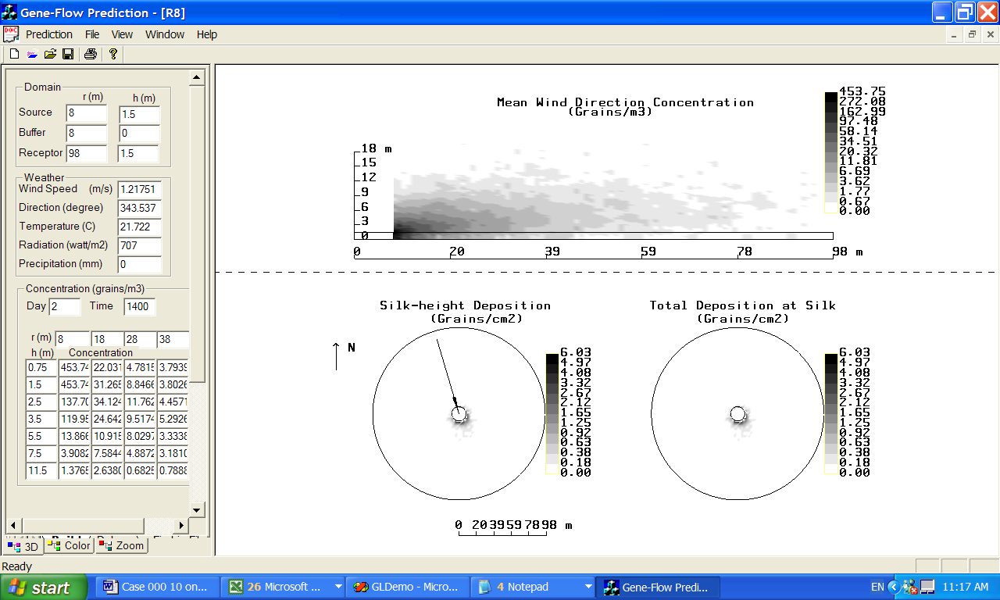 Gene-Flow Prediction - [R8]
Prediction File View Window Help
Domain
r (m) h (m)
Source 8 1.5
Buffer 8 0
Receptor 98 1.5
Weather
Wind Speed (m/s) 1.21751
Direction (degree) 343.537
Temperature (C) 21.722
Radiation (watt/m2) 707
Precipitation (mm) 0
Concentration (grains/m3)
Day 2 Time 1400
r (m) 8 18 28 38
h (m) Concentration
0.75 453.74 22.031 4.7815 3.7939
1.5 453.74 31.265 8.8466 3.8026
2.5 137.70 34.124 11.762 4.4571
3.5 119.95 24.642 9.5174 5.2926
5.5 13.866 10.915 8.0297 3.3338
7.5 3.9082 7.5844 4.8872 3.1810
11.5 1.3765 2.6380 0.6825 0.7888
3D Color Zoom
Mean Wind Direction Concentration
(Grains/m3)
453.75
272.08
162.99
97.48
58.14
34.51
20.32
11.81
6.69
3.62
1.77
0.67
0.00
18 m
15
12
9
6
3
0
0 20 39 59 78 98 m
Silk-height Deposition
(Grains/cm2)
N
6.03
4.97
4.08
3.32
2.67
2.12
1.65
1.25
0.92
0.63
0.38
0.18
0.00
0 20 39 59 78 98 m
Total Deposition at Silk
(Grains/cm2)
6.03
4.97
4.08
3.32
2.67
2.12
1.65
1.25
0.92
0.63
0.38
0.18
0.00
Ready
start Case 000 10 on... 26 Microsoft ... GLDemo - Micro... 4 Notepad Gene-Flow Predi... EN 11:17 AM